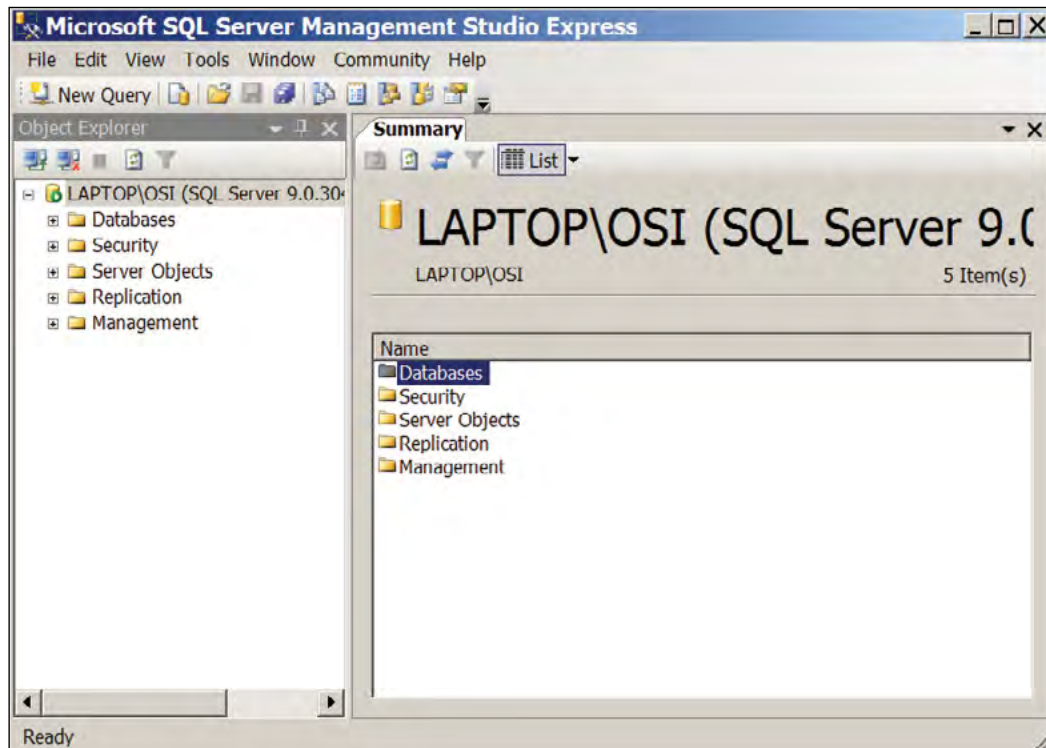 Microsoft SQL Server Management Studio Express
File Edit View Tools Window Community Help
New Query
Object Explorer
LAPTOP\OSI (SQL Server 9.0.30
Databases
Security
Server Objects
Replication
Management
Summary
List
LAPTOP\OSI (SQL Server 9.
LAPTOP\OSI 5 Item(s)
Name
Databases
Security
Server Objects
Replication
Management
Ready